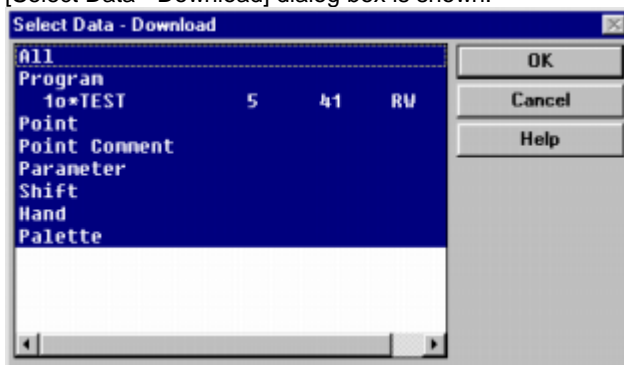 [Select Data - Download] dialog box is shown.
Select Data - Download
All
Program
1o*TEST 5 41 RW
Point
Point Comment
Parameter
Shift
Hand
Palette
OK
Cancel
Help